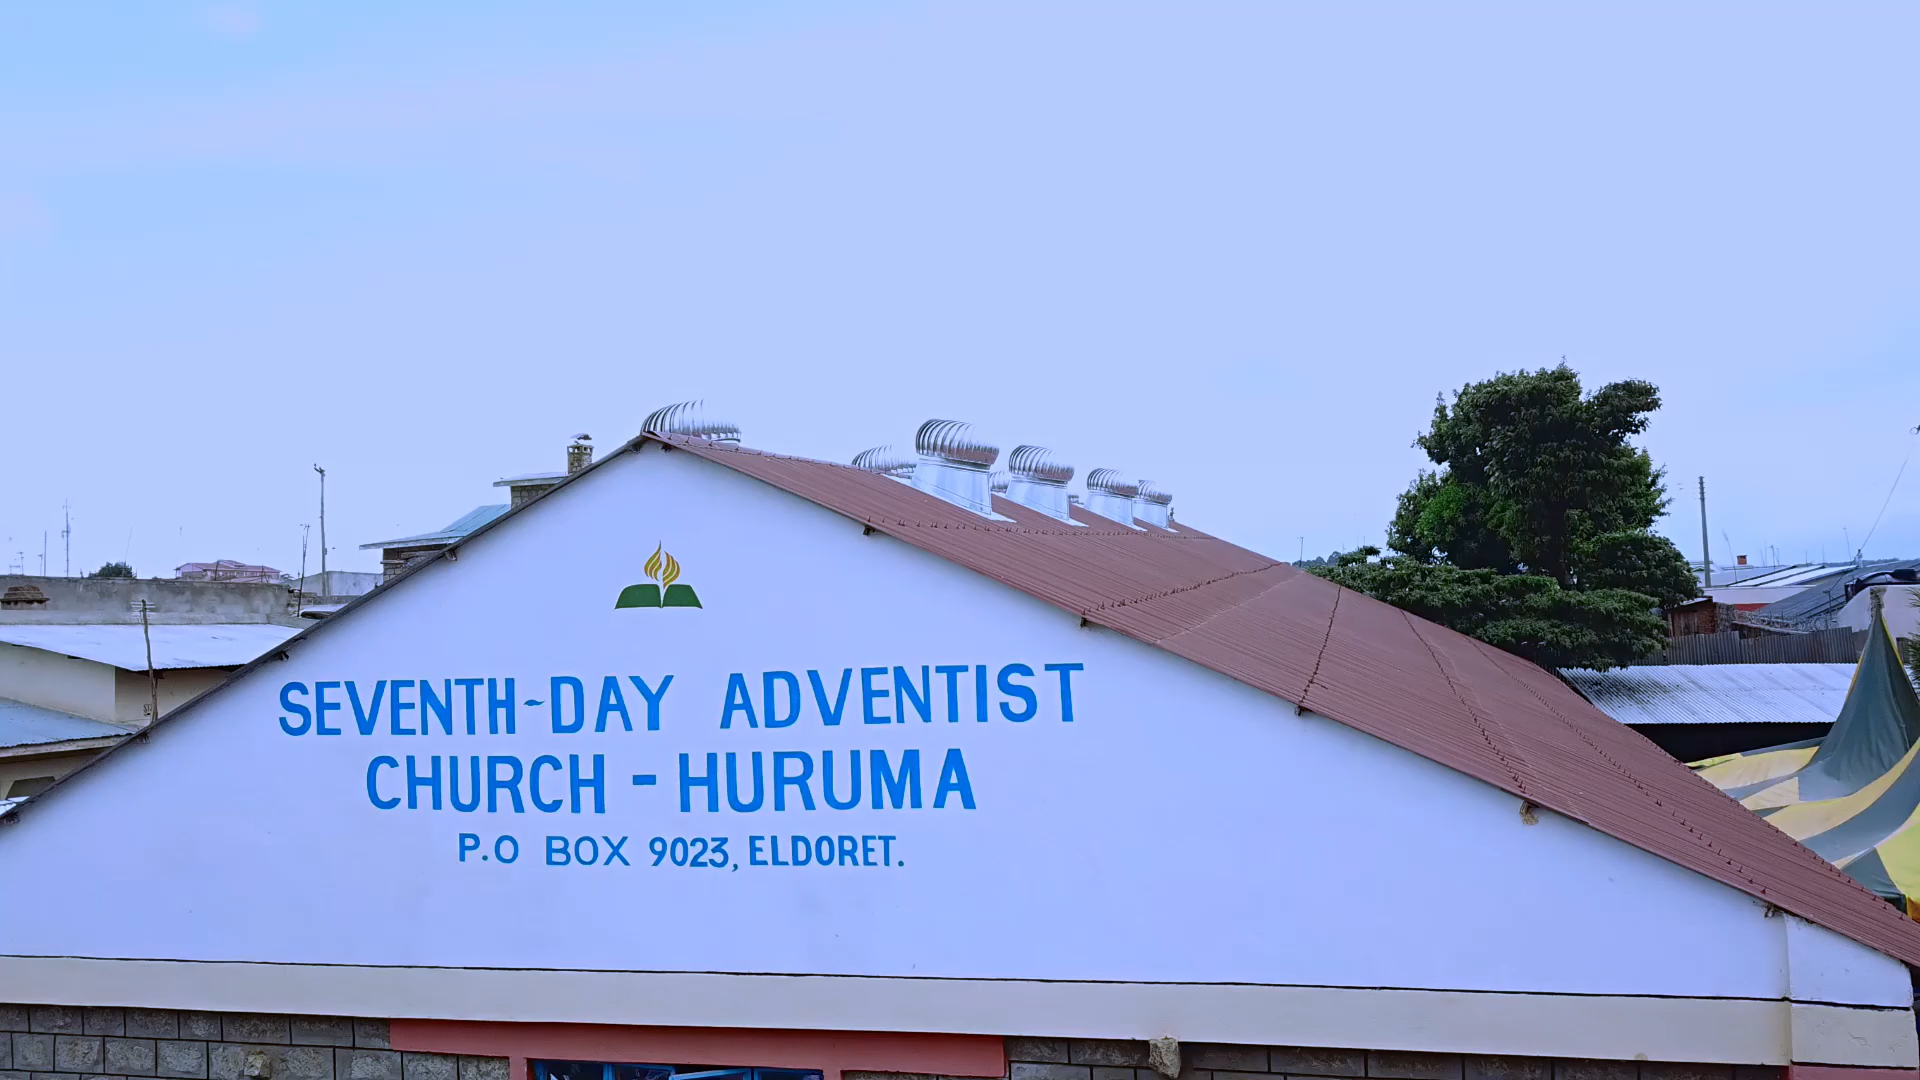 SEVENTH-DAY ADVENTIST
CHURCH - HURUMA
P.O BOX 9023, ELDORET.